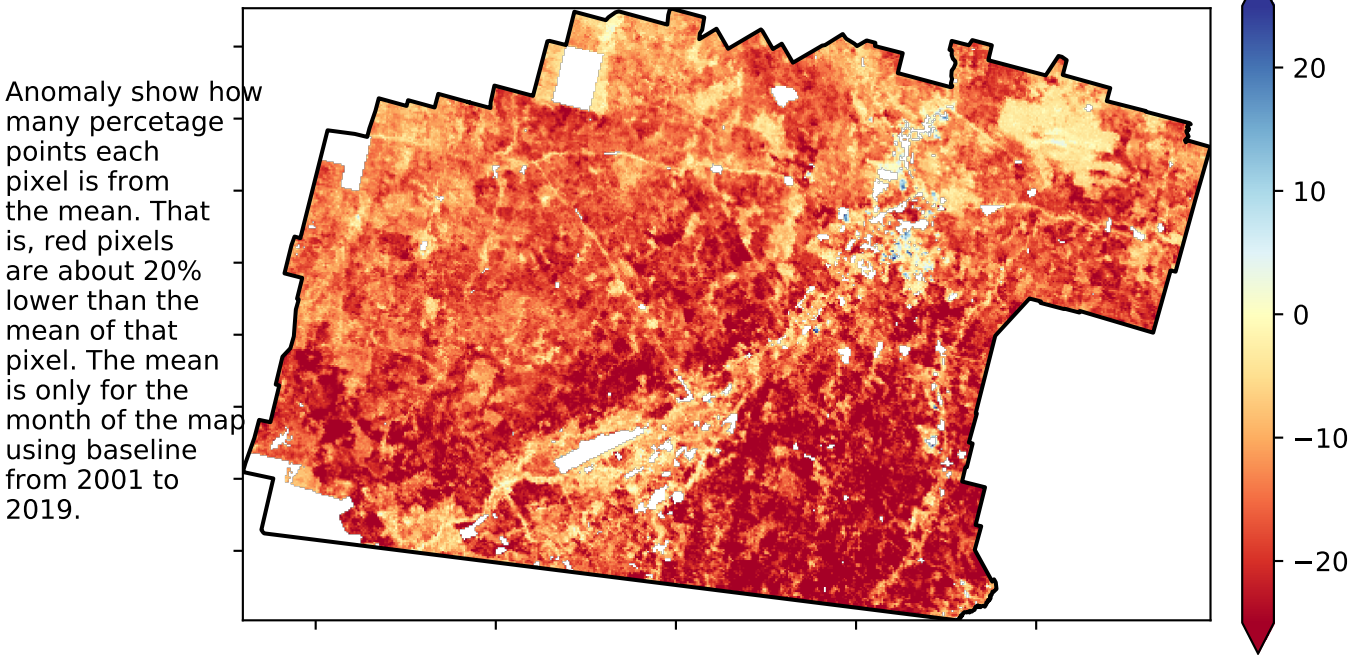 Anomaly show how
many percetage
points each
pixel is from
the mean. That
is, red pixels
are about 20%
lower than the
mean of that
pixel. The mean
is only for the
month of the map
using baseline
from 2001 to
2019.
20
10
0
−10
−20